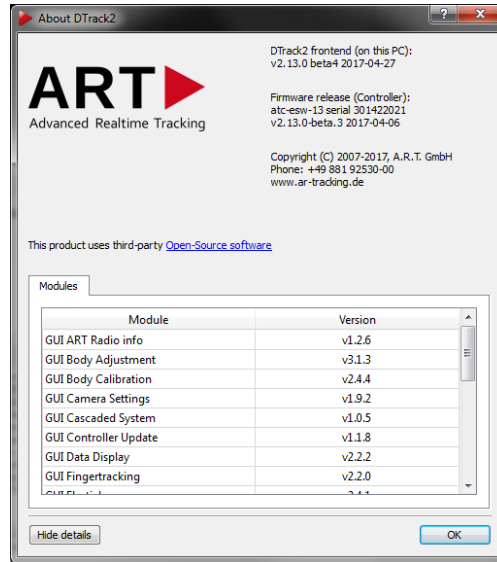 About DTrack2
?
X
ART
Advanced Realtime Tracking
DTrack2 frontend (on this PC):
v2.13.0 beta4 2017-04-27
Firmware release (Controller):
atc-esw-13 serial 301422021
v2.13.0-beta.3 2017-04-06
Copyright (C) 2007-2017, A.R.T. GmbH
Phone: +49 881 92530-00
www.ar-tracking.de
This product uses third-party Open-Source software
Modules
Module Version
GUI ART Radio info v1.2.6
GUI Body Adjustment v3.1.3
GUI Body Calibration v2.4.4
GUI Camera Settings v1.9.2
GUI Cascaded System v1.0.5
GUI Controller Update v1.1.8
GUI Data Display v2.2.2
GUI Fingertracking v2.2.0
Hide details
OK